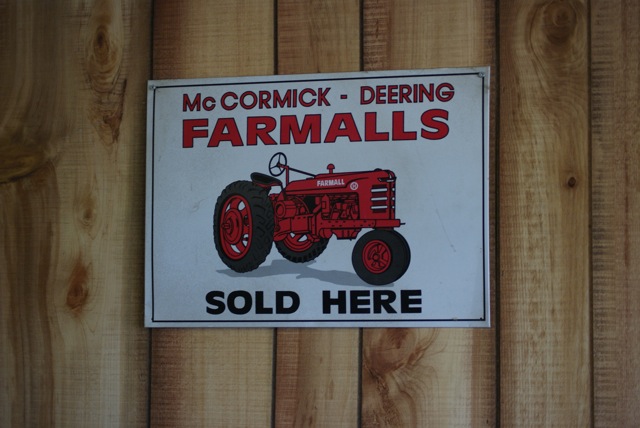 Mc CORMICK - DEERING
FARMALLS
FARMALL
H
SOLD HERE